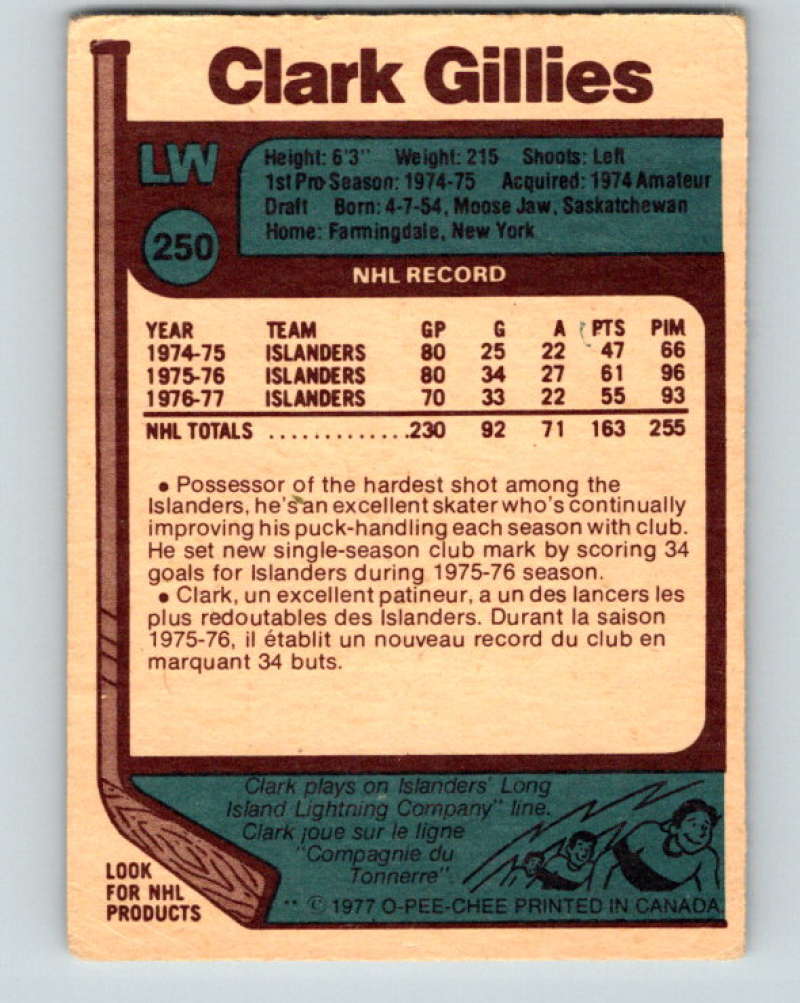 Clark Gillies
LW
250
Height: 6'3" Weight: 215 Shoots: Left
1st Pro Season: 1974-75 Acquired: 1974 Amateur
Draft Born: 4-7-54, Moose Jaw, Saskatchewan
Home: Farmingdale, New York
NHL RECORD
YEAR TEAM GP G A PTS PIM
1974-75 ISLANDERS 80 25 22 47 66
1975-76 ISLANDERS 80 34 27 61 96
1976-77 ISLANDERS 70 33 22 55 93
NHL TOTALS .............230 92 71 163 255
• Possessor of the hardest shot among the
Islanders, he's an excellent skater who's continually
improving his puck-handling each season with club.
He set new single-season club mark by scoring 34
goals for Islanders during 1975-76 season.
• Clark, un excellent patineur, a un des lancers les
plus redoutables des Islanders. Durant la saison
1975-76, il établit un nouveau record du club en
marquant 34 buts.
Clark plays on Islanders' Long
Island Lightning Company" line.
Clark joue sur le ligne
"Compagnie du
Tonnerre".
LOOK
FOR NHL
PRODUCTS
** © 1977 O-PEE-CHEE PRINTED IN CANADA